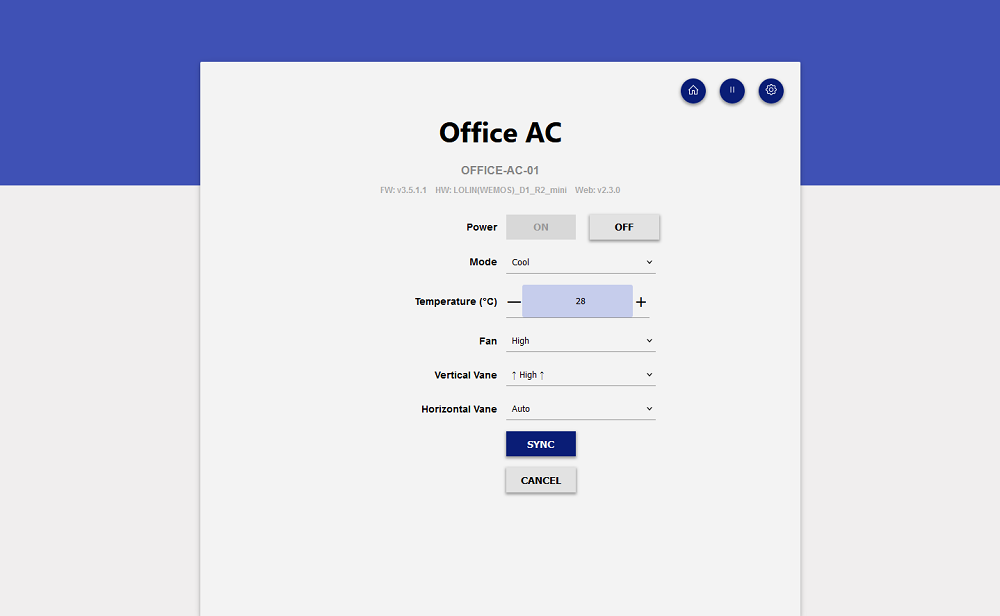 Office AC
OFFICE-AC-01
FW: v3.5.1.1 HW: LOLIN(WEMOS)_D1_R2_mini Web: v2.3.0
Power ON OFF
Mode Cool
Temperature (°C) — 28 +
Fan High
Vertical Vane ↑ High ↑
Horizontal Vane Auto
SYNC
CANCEL